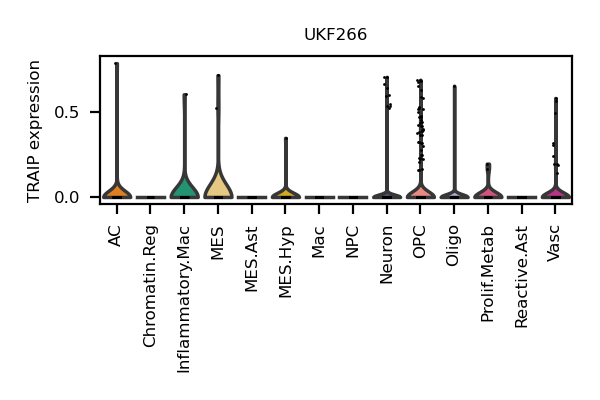 UKF266
TRAIP expression
0.5
0.0
AC
Chromatin.Reg
Inflammatory.Mac
MES
MES.Ast
MES.Hyp
Mac
NPC
Neuron
OPC
Oligo
Prolif.Metab
Reactive.Ast
Vasc